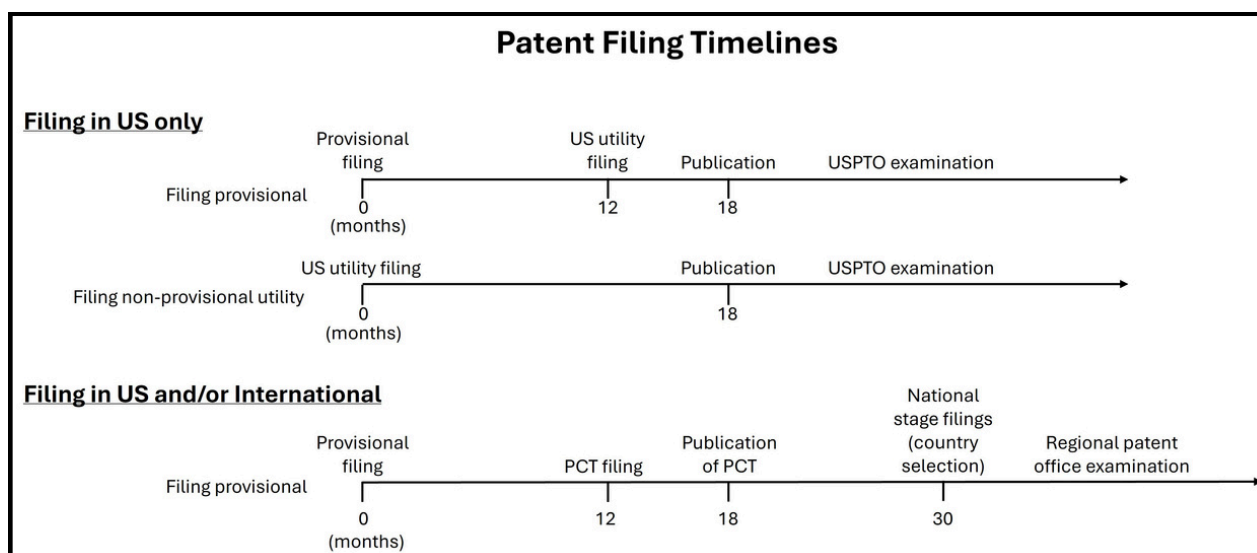 Patent Filing Timelines
Filing in US only
Provisional
filing
US utility
filing
Publication
USPTO examination
Filing provisional
0
(months)
12
18
US utility filing
Publication
USPTO examination
Filing non-provisional utility
0
(months)
18
Filing in US and/or International
Provisional
filing
PCT filing
Publication
of PCT
National
stage filings
(country
selection)
Regional patent
office examination
Filing provisional
0
(months)
12
18
30